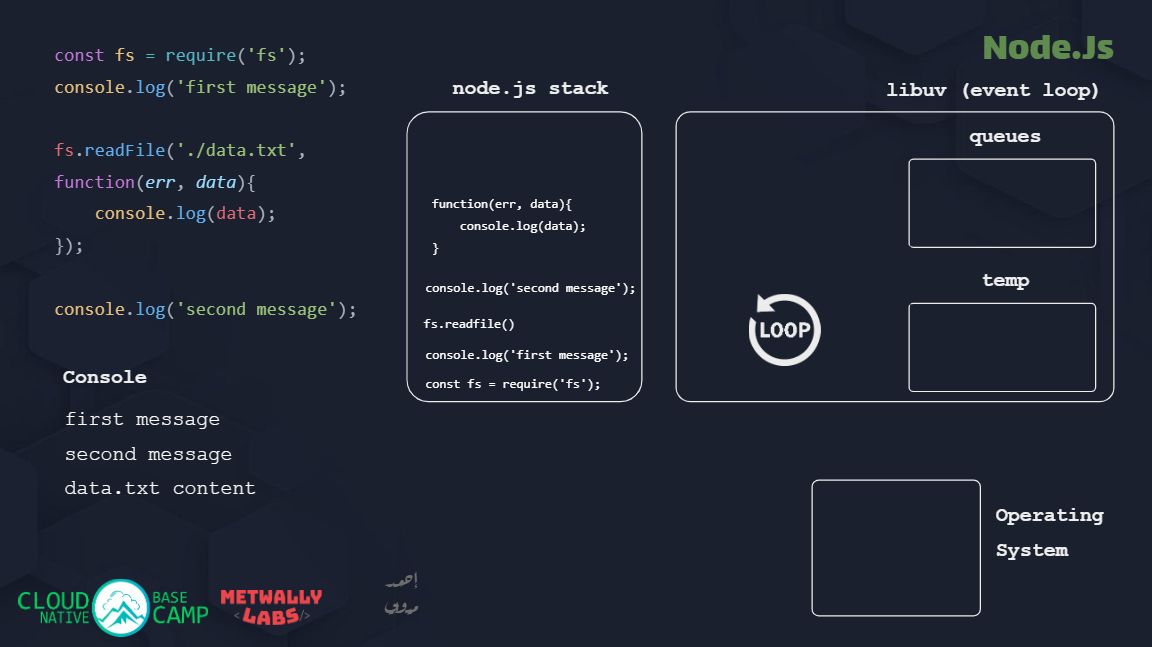 Node.Js
const fs = require('fs');
console.log('first message');
fs.readFile('./data.txt',
function(err, data){
    console.log(data);
});
console.log('second message');
Console
first message
second message
data.txt content
node.js stack
function(err, data){
    console.log(data);
}
console.log('second message');
fs.readfile()
console.log('first message');
const fs = require('fs');
libuv (event loop)
queues
temp
LOOP
Operating
System
CLOUD
NATIVE
BASE
CAMP
METWALLY
<LABS/>
أحمد